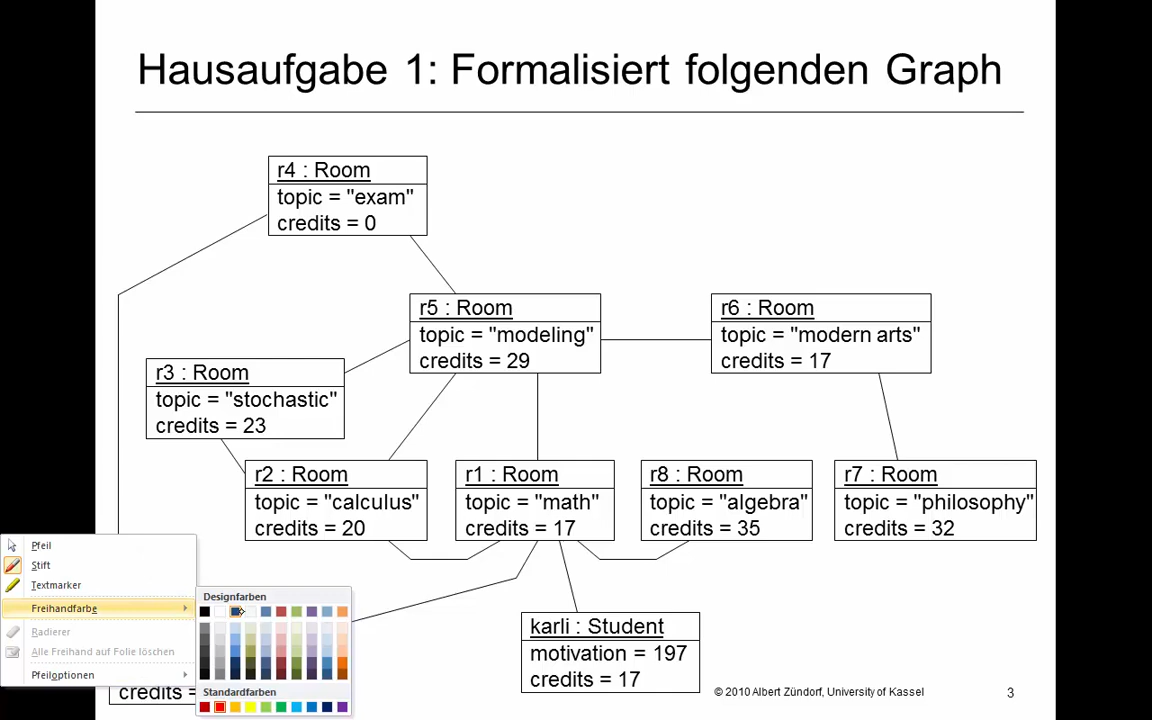 Hausaufgabe 1: Formalisiert folgenden Graph
r4 : Room
topic = "exam"
credits = 0
r5 : Room
topic = "modeling"
credits = 29
r6 : Room
topic = "modern arts"
credits = 17
r3 : Room
topic = "stochastic"
credits = 23
r2 : Room
topic = "calculus"
credits = 20
r1 : Room
topic = "math"
credits = 17
r8 : Room
topic = "algebra"
credits = 35
r7 : Room
topic = "philosophy"
credits = 32
Pfeil
Stift
Textmarker
Freihandfarbe
Radierer
Alle Freihand auf Folie löschen
Pfeiloptionen
Designfarben
Standardfarben
credits =
karli : Student
motivation = 197
credits = 17
© 2010 Albert Zündorf, University of Kassel
3